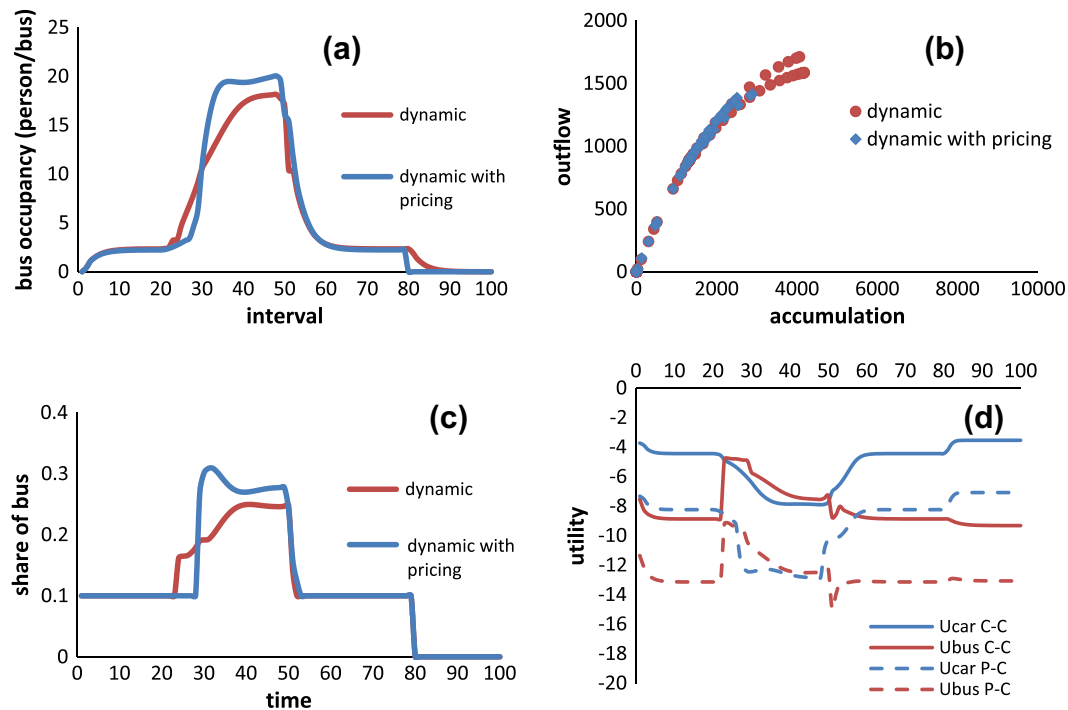 (a)
bus occupancy (person/bus)
25
20
15
10
5
0
0 10 20 30 40 50 60 70 80 90 100
interval
dynamic
dynamic with
pricing
(b)
outflow
2000
1500
1000
500
0
0 2000 4000 6000 8000 10000
accumulation
dynamic
dynamic with pricing
(c)
share of bus
0.4
0.3
0.2
0.1
0
0 10 20 30 40 50 60 70 80 90 100
time
dynamic
dynamic with
pricing
0 10 20 30 40 50 60 70 80 90 100
(d)
utility
0
-2
-4
-6
-8
-10
-12
-14
-16
-18
-20
Ucar C-C
Ubus C-C
Ucar P-C
Ubus P-C